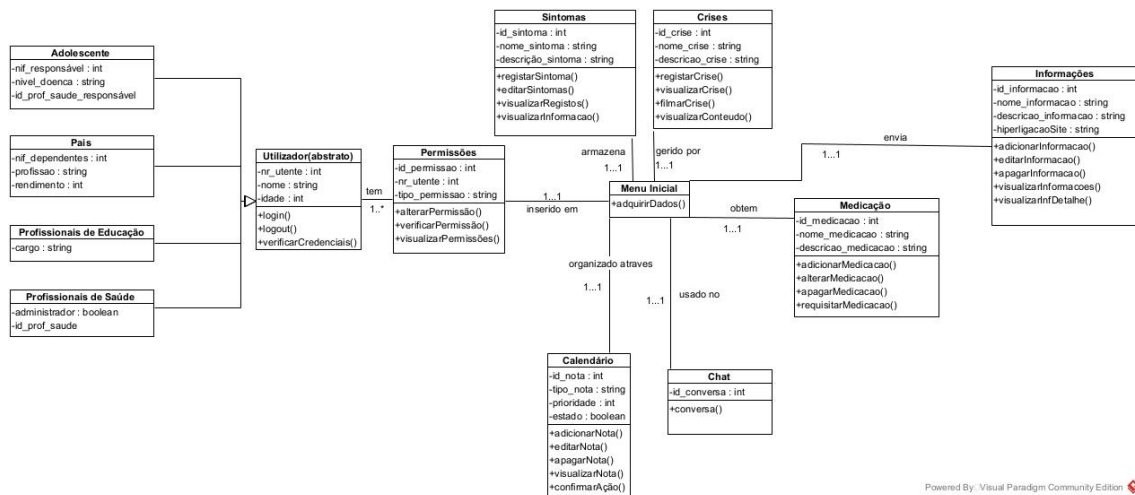 Adolescente
-nif_responsável : int
-nivel_doenca : string
-id_prof_saude_responsável
Pais
-nif_dependentes : int
-profissao : string
-rendimento : int
Profissionais de Educação
-cargo : string
Profissionais de Saúde
-administrador : boolean
-id_prof_saude
Utilizador(abstrato)
-nr_utente : int
-nome : string
-idade : int
+login()
+logout()
+verificarCredenciais()
tem
1..*
Permissões
-id_permissao : int
-nr_utente : int
-tipo_permissao : string
+alterarPermissão()
+verificarPermissão()
+visualizarPermissões()
1...1
inserido em
Sintomas
-id_sintoma : int
-nome_sintoma : string
-descrição_sintoma : string
+registarSintoma()
+editarSintomas()
+visualizarRegistos()
+visualizarInformacao()
armazena
1...1
Crises
-id_crise : int
-nome_crise : string
-descricao_crise : string
+registarCrise()
+visualizarCrise()
+filmarCrise()
+visualizarConteudo()
gerido por
1...1
Menu Inicial
+adquirirDados()
envia
1...1
Informações
-id_informacao : int
-nome_informacao : string
-descricao_informacao : string
-hiperligacaoSite : string
+adicionarInformacao()
+editarInformacao()
+apagarInformacao()
+visualizarInformacoes()
+visualizarInfDetalhe()
obtem
1...1
Medicação
-id_medicacao : int
-nome_medicacao : string
-descricao_medicacao : string
+adicionarMedicacao()
+alterarMedicacao()
+apagarMedicacao()
+requisitarMedicacao()
organizado atraves
1...1
Calendário
-id_nota : int
-tipo_nota : string
-prioridade : int
-estado : boolean
+adicionarNota()
+editarNota()
+apagarNota()
+visualizarNota()
+confirmarAção()
1...1
usado no
Chat
-id_conversa : int
+conversa()
Powered By: Visual Paradigm Community Edition